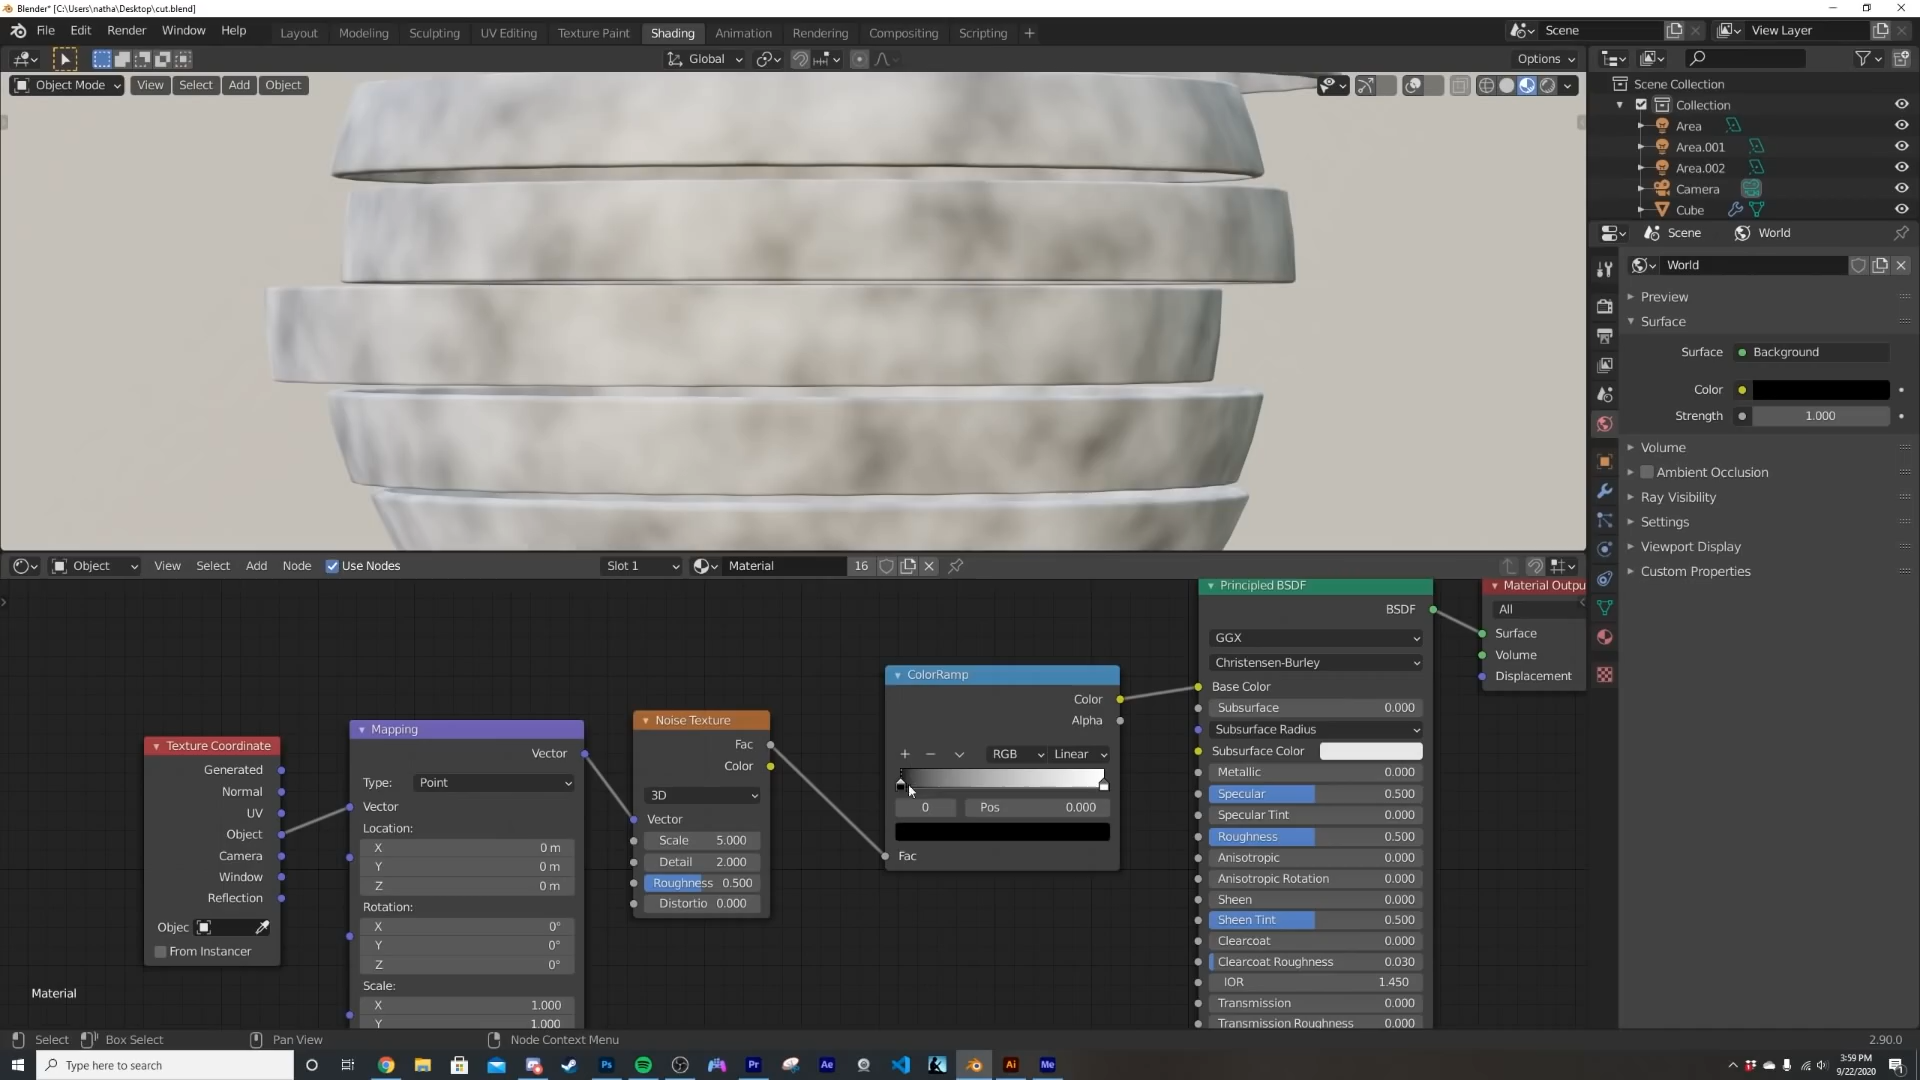 Blender* [C:\Users\natha\Desktop\cut.blend]
File Edit Render Window Help Layout Modeling Sculpting UV Editing Texture Paint Shading Animation Rendering Compositing Scripting + Scene View Layer
Global Options
Object Mode View Select Add Object
Scene Collection
Collection
Area
Area.001
Area.002
Camera
Cube
Scene World
World
Preview
Surface
Surface Background
Color
Strength 1.000
Volume
Ambient Occlusion
Ray Visibility
Settings
Viewport Display
Custom Properties
Object View Select Add Node Use Nodes Slot 1 Material 16
Texture Coordinate
Generated
Normal
UV
Object
Camera
Window
Reflection
Objec
From Instancer
Mapping
Vector
Type: Point
Vector
Location:
X 0 m
Y 0 m
Z 0 m
Rotation:
X 0°
Y 0°
Z 0°
Scale:
X 1.000
Y 1.000
Noise Texture
Fac
Color
3D
Vector
Scale 5.000
Detail 2.000
Roughness 0.500
Distortio 0.000
ColorRamp
Color
Alpha
+ − RGB Linear
0 Pos 0.000
Fac
Principled BSDF
BSDF
GGX
Christensen-Burley
Base Color
Subsurface 0.000
Subsurface Radius
Subsurface Color
Metallic 0.000
Specular 0.500
Specular Tint 0.000
Roughness 0.500
Anisotropic 0.000
Anisotropic Rotation 0.000
Sheen 0.000
Sheen Tint 0.500
Clearcoat 0.000
Clearcoat Roughness 0.030
IOR 1.450
Transmission 0.000
Transmission Roughness 0.000
Material Outpu
All
Surface
Volume
Displacement
Material
Select Box Select Pan View Node Context Menu 2.90.0
Type here to search Ps Pr Ae K Ai Me
3:59 PM
9/22/2020